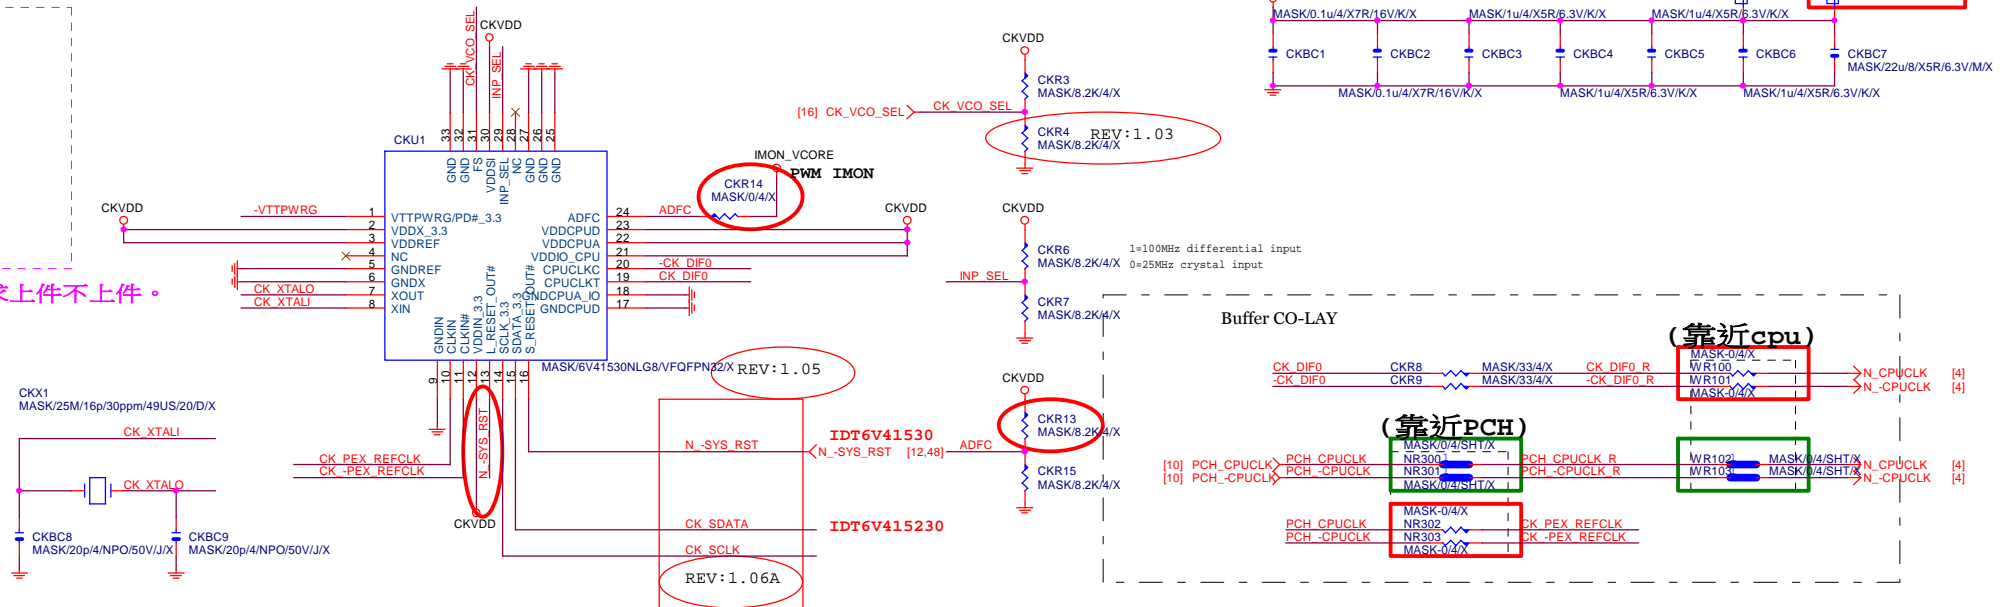 求上件不上件。
CK_VCO_SEL
CKVDD
INP_SEL
CKU1
33
32
31
30
29
28
27
26
25
GND
GND
FS
VDDSI
INP_SEL
NC
GND
GND
GND
CKVDD
-VTTPWRG
1
2
3
4
5
6
7
8
VTTPWRG/PD#_3.3
VDDX_3.3
VDDREF
NC
GNDREF
GNDX
XOUT
XIN
CK_XTALO
CK_XTALI
ADFC
VDDCPUD
VDDCPUA
VDDIO_CPU
CPUCLKC
CPUCLKT
GNDCPUA_IO
GNDCPUD
24
23
22
21
20
19
18
17
ADFC
-CK_DIF0
CK_DIF0
CKVDD
IMON_VCORE
PWM IMON
CKR14
MASK/0/4/X
GNDIN
CLKIN
CLKIN#
VDDIN_3.3
L_RESET_OUT#
SCLK_3.3
SDATA_3.3
S_RESET_OUT#
9
10
11
12
13
14
15
16
MASK/6V41530NLG8/VFQFPN32/X
REV:1.05
N_-SYS_RST
CKVDD
CK_PEX_REFCLK
CK_-PEX_REFCLK
N_-SYS_RST
IDT6V41530
N_-SYS_RST [12,48]
CK_SDATA
IDT6V415230
CK_SCLK
REV:1.06A
CKX1
MASK/25M/16p/30ppm/49US/20/D/X
CK_XTALI
CK_XTALO
CKBC8
MASK/20p/4/NPO/50V/J/X
CKBC9
MASK/20p/4/NPO/50V/J/X
CKVDD
CKR3
MASK/8.2K/4/X
[16] CK_VCO_SEL
CK_VCO_SEL
CKR4
MASK/8.2K/4/X
REV:1.03
CKVDD
CKR6
MASK/8.2K/4/X
1=100MHz differential input
0=25MHz crystal input
INP_SEL
CKR7
MASK/8.2K/4/X
CKVDD
CKR13
MASK/8.2K/4/X
ADFC
CKR15
MASK/8.2K/4/X
MASK/0.1u/4/X7R/16V/K/X
MASK/1u/4/X5R/6.3V/K/X
MASK/1u/4/X5R/6.3V/K/X
CKBC1
CKBC2
CKBC3
CKBC4
CKBC5
CKBC6
CKBC7
MASK/22u/8/X5R/6.3V/M/X
MASK/0.1u/4/X7R/16V/K/X
MASK/1u/4/X5R/6.3V/K/X
MASK/1u/4/X5R/6.3V/K/X
Buffer CO-LAY
(靠近cpu)
CK_DIF0
CKR8
MASK/33/4/X
CK_DIF0_R
MASK-0/4/X
WR100
N_CPUCLK [4]
-CK_DIF0
CKR9
MASK/33/4/X
-CK_DIF0_R
WR101
MASK-0/4/X
N_-CPUCLK [4]
(靠近PCH)
MASK/0/4/SHT/X
[10] PCH_CPUCLK
PCH_CPUCLK
NR300
PCH_CPUCLK_R
WR102
MASK/0/4/SHT/X
N_CPUCLK [4]
[10] PCH_-CPUCLK
PCH_-CPUCLK
NR301
PCH_-CPUCLK_R
WR103
MASK/0/4/SHT/X
N_-CPUCLK [4]
MASK/0/4/SHT/X
MASK-0/4/X
PCH_CPUCLK
NR302
CK_PEX_REFCLK
PCH_-CPUCLK
NR303
CK_-PEX_REFCLK
MASK-0/4/X